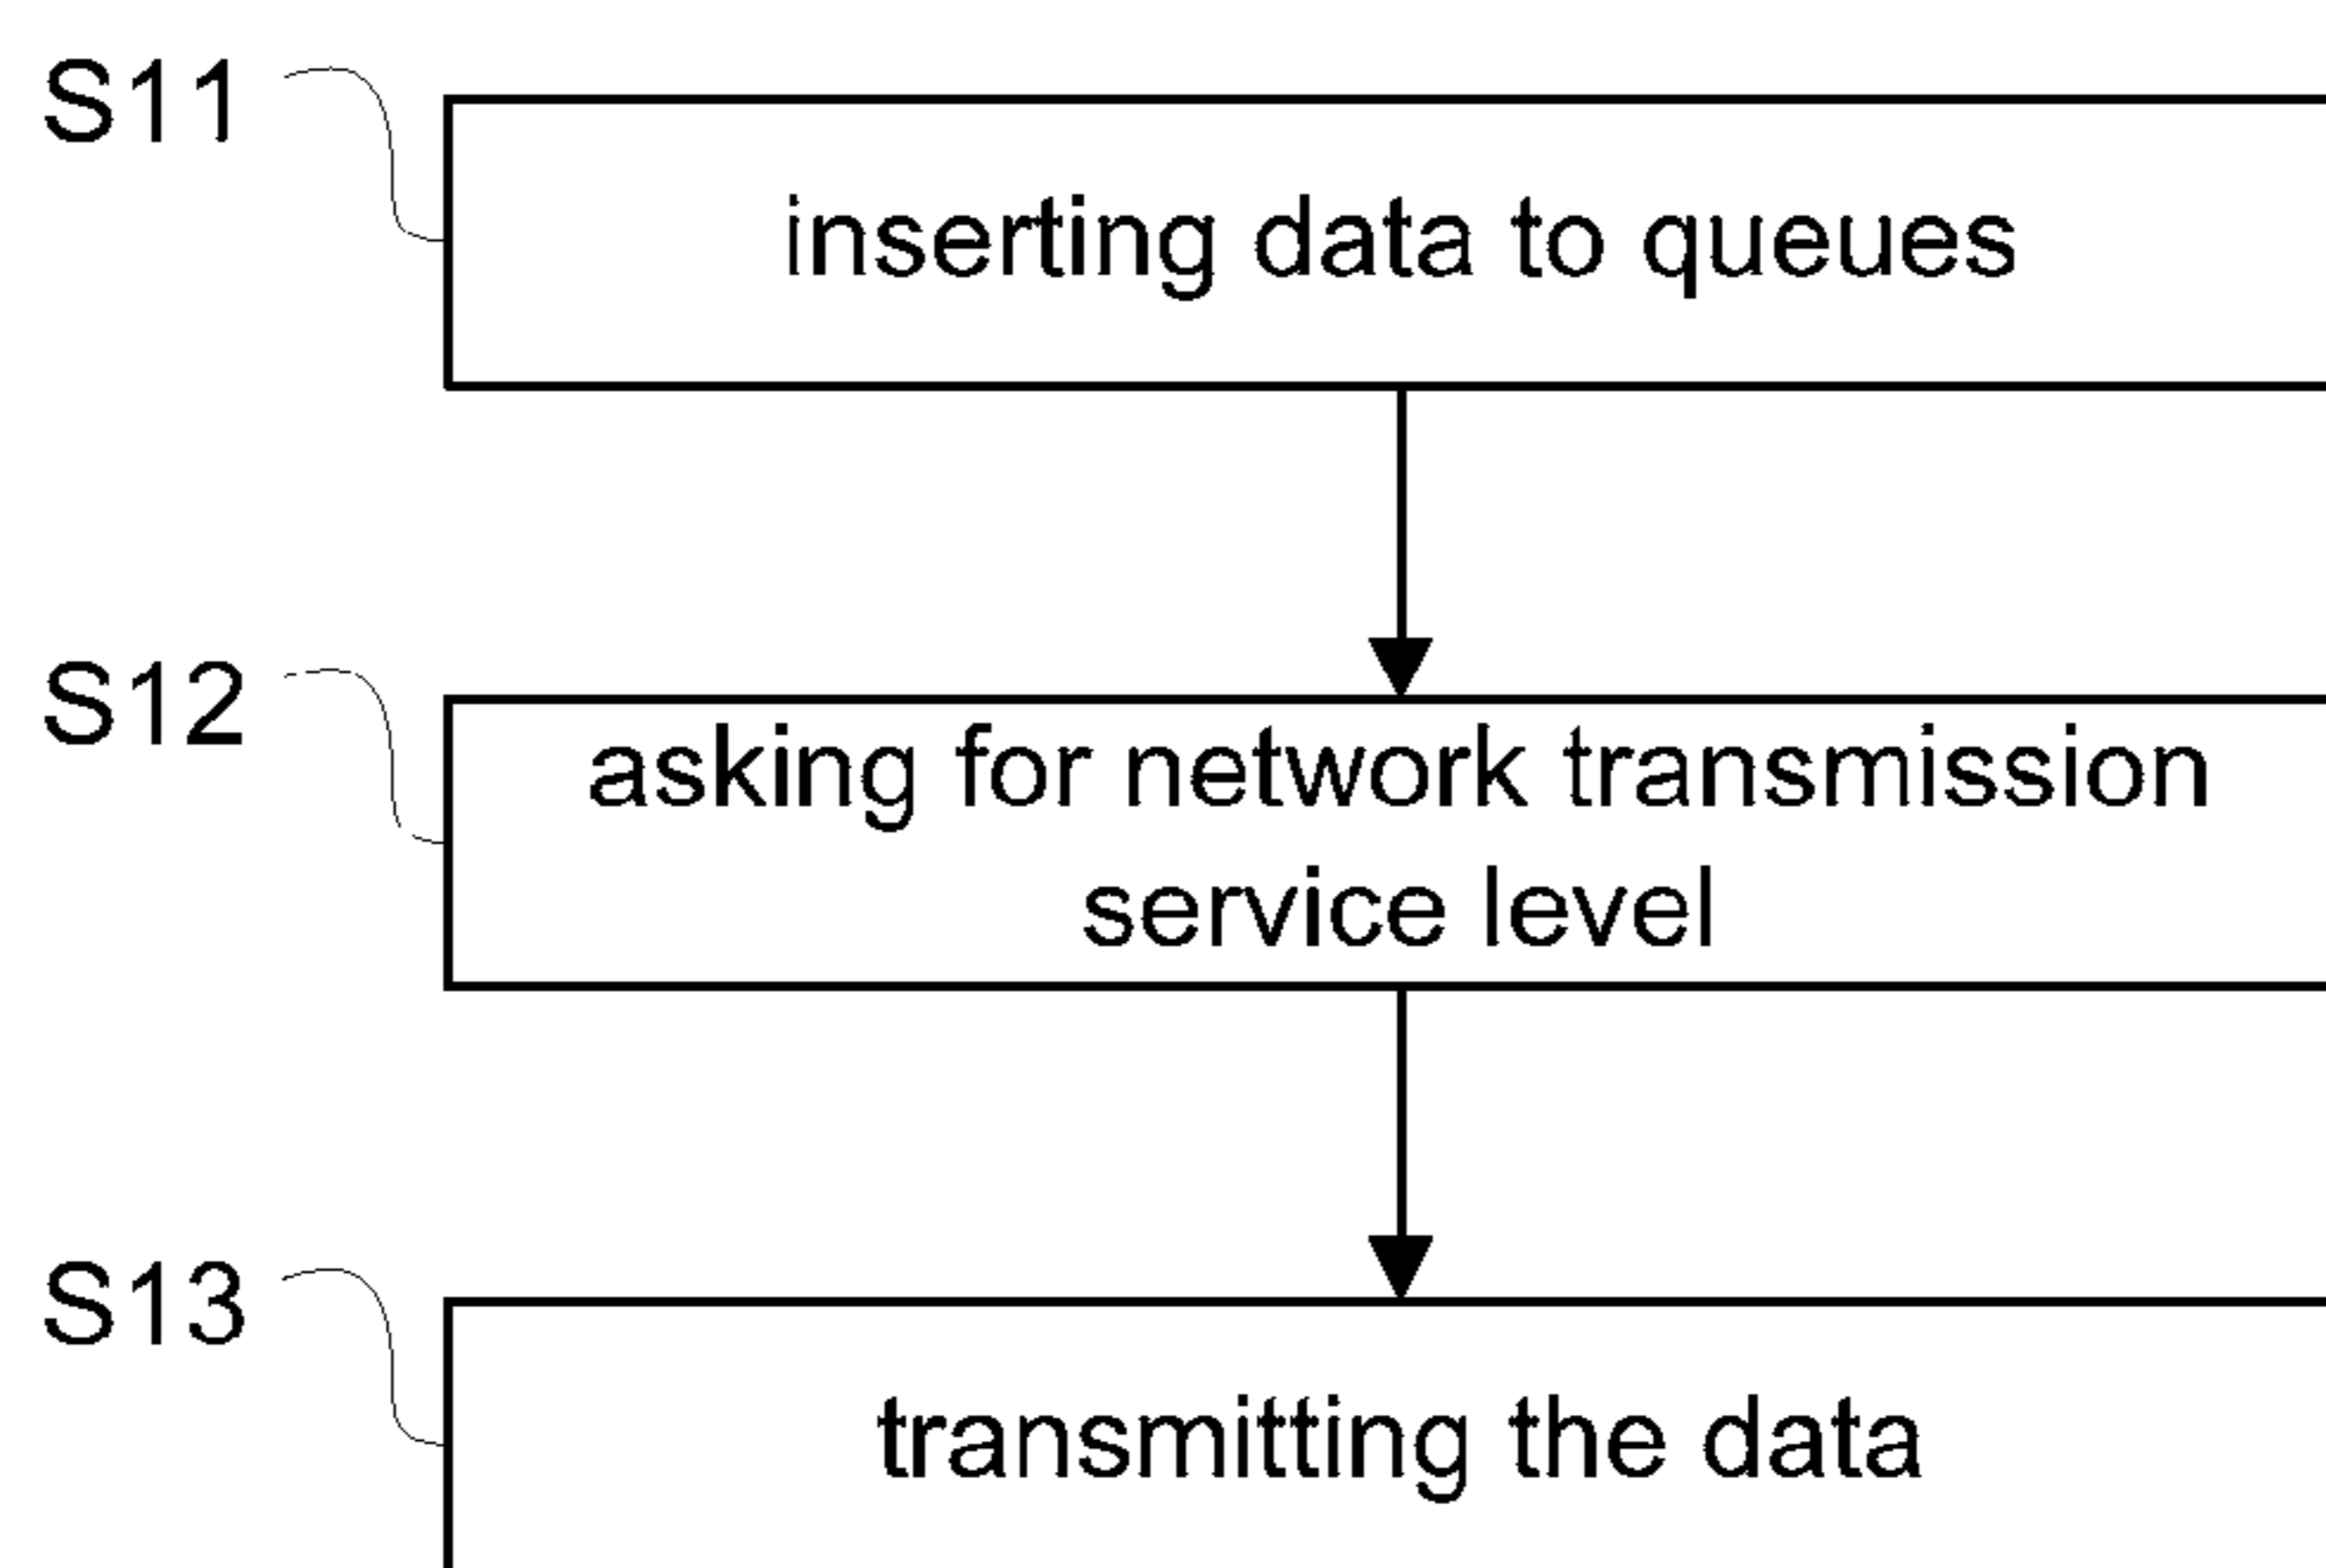 S11
inserting data to queues
S12
asking for network transmission
service level
S13
transmitting the data